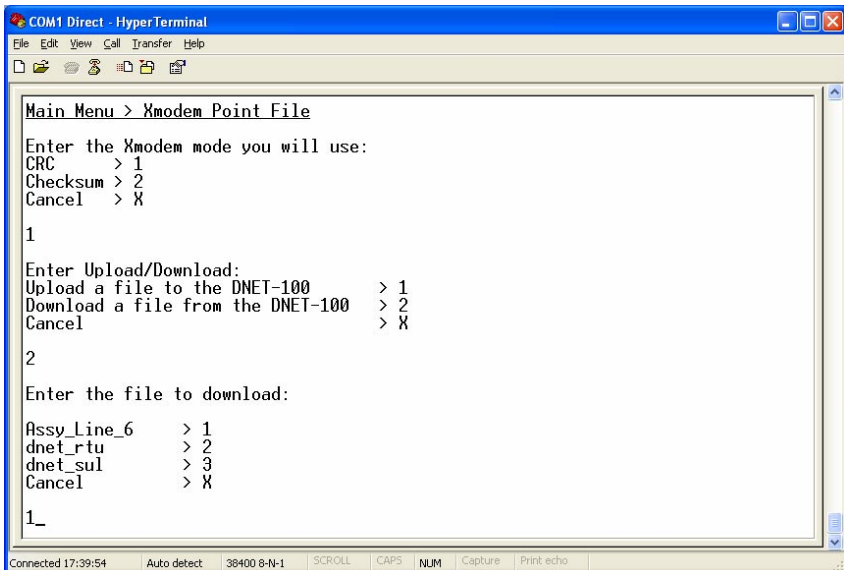 COM1 Direct - HyperTerminal
File Edit View Call Transfer Help
Main Menu > Xmodem Point File
Enter the Xmodem mode you will use:
CRC > 1
Checksum > 2
Cancel > X
1
Enter Upload/Download:
Upload a file to the DNET-100 > 1
Download a file from the DNET-100 > 2
Cancel > X
2
Enter the file to download:
Assy_Line_6 > 1
dnet_rtu > 2
dnet_sul > 3
Cancel > X
1_
Connected 17:39:54 Auto detect 38400 8-N-1 SCROLL CAPS NUM Capture Print echo